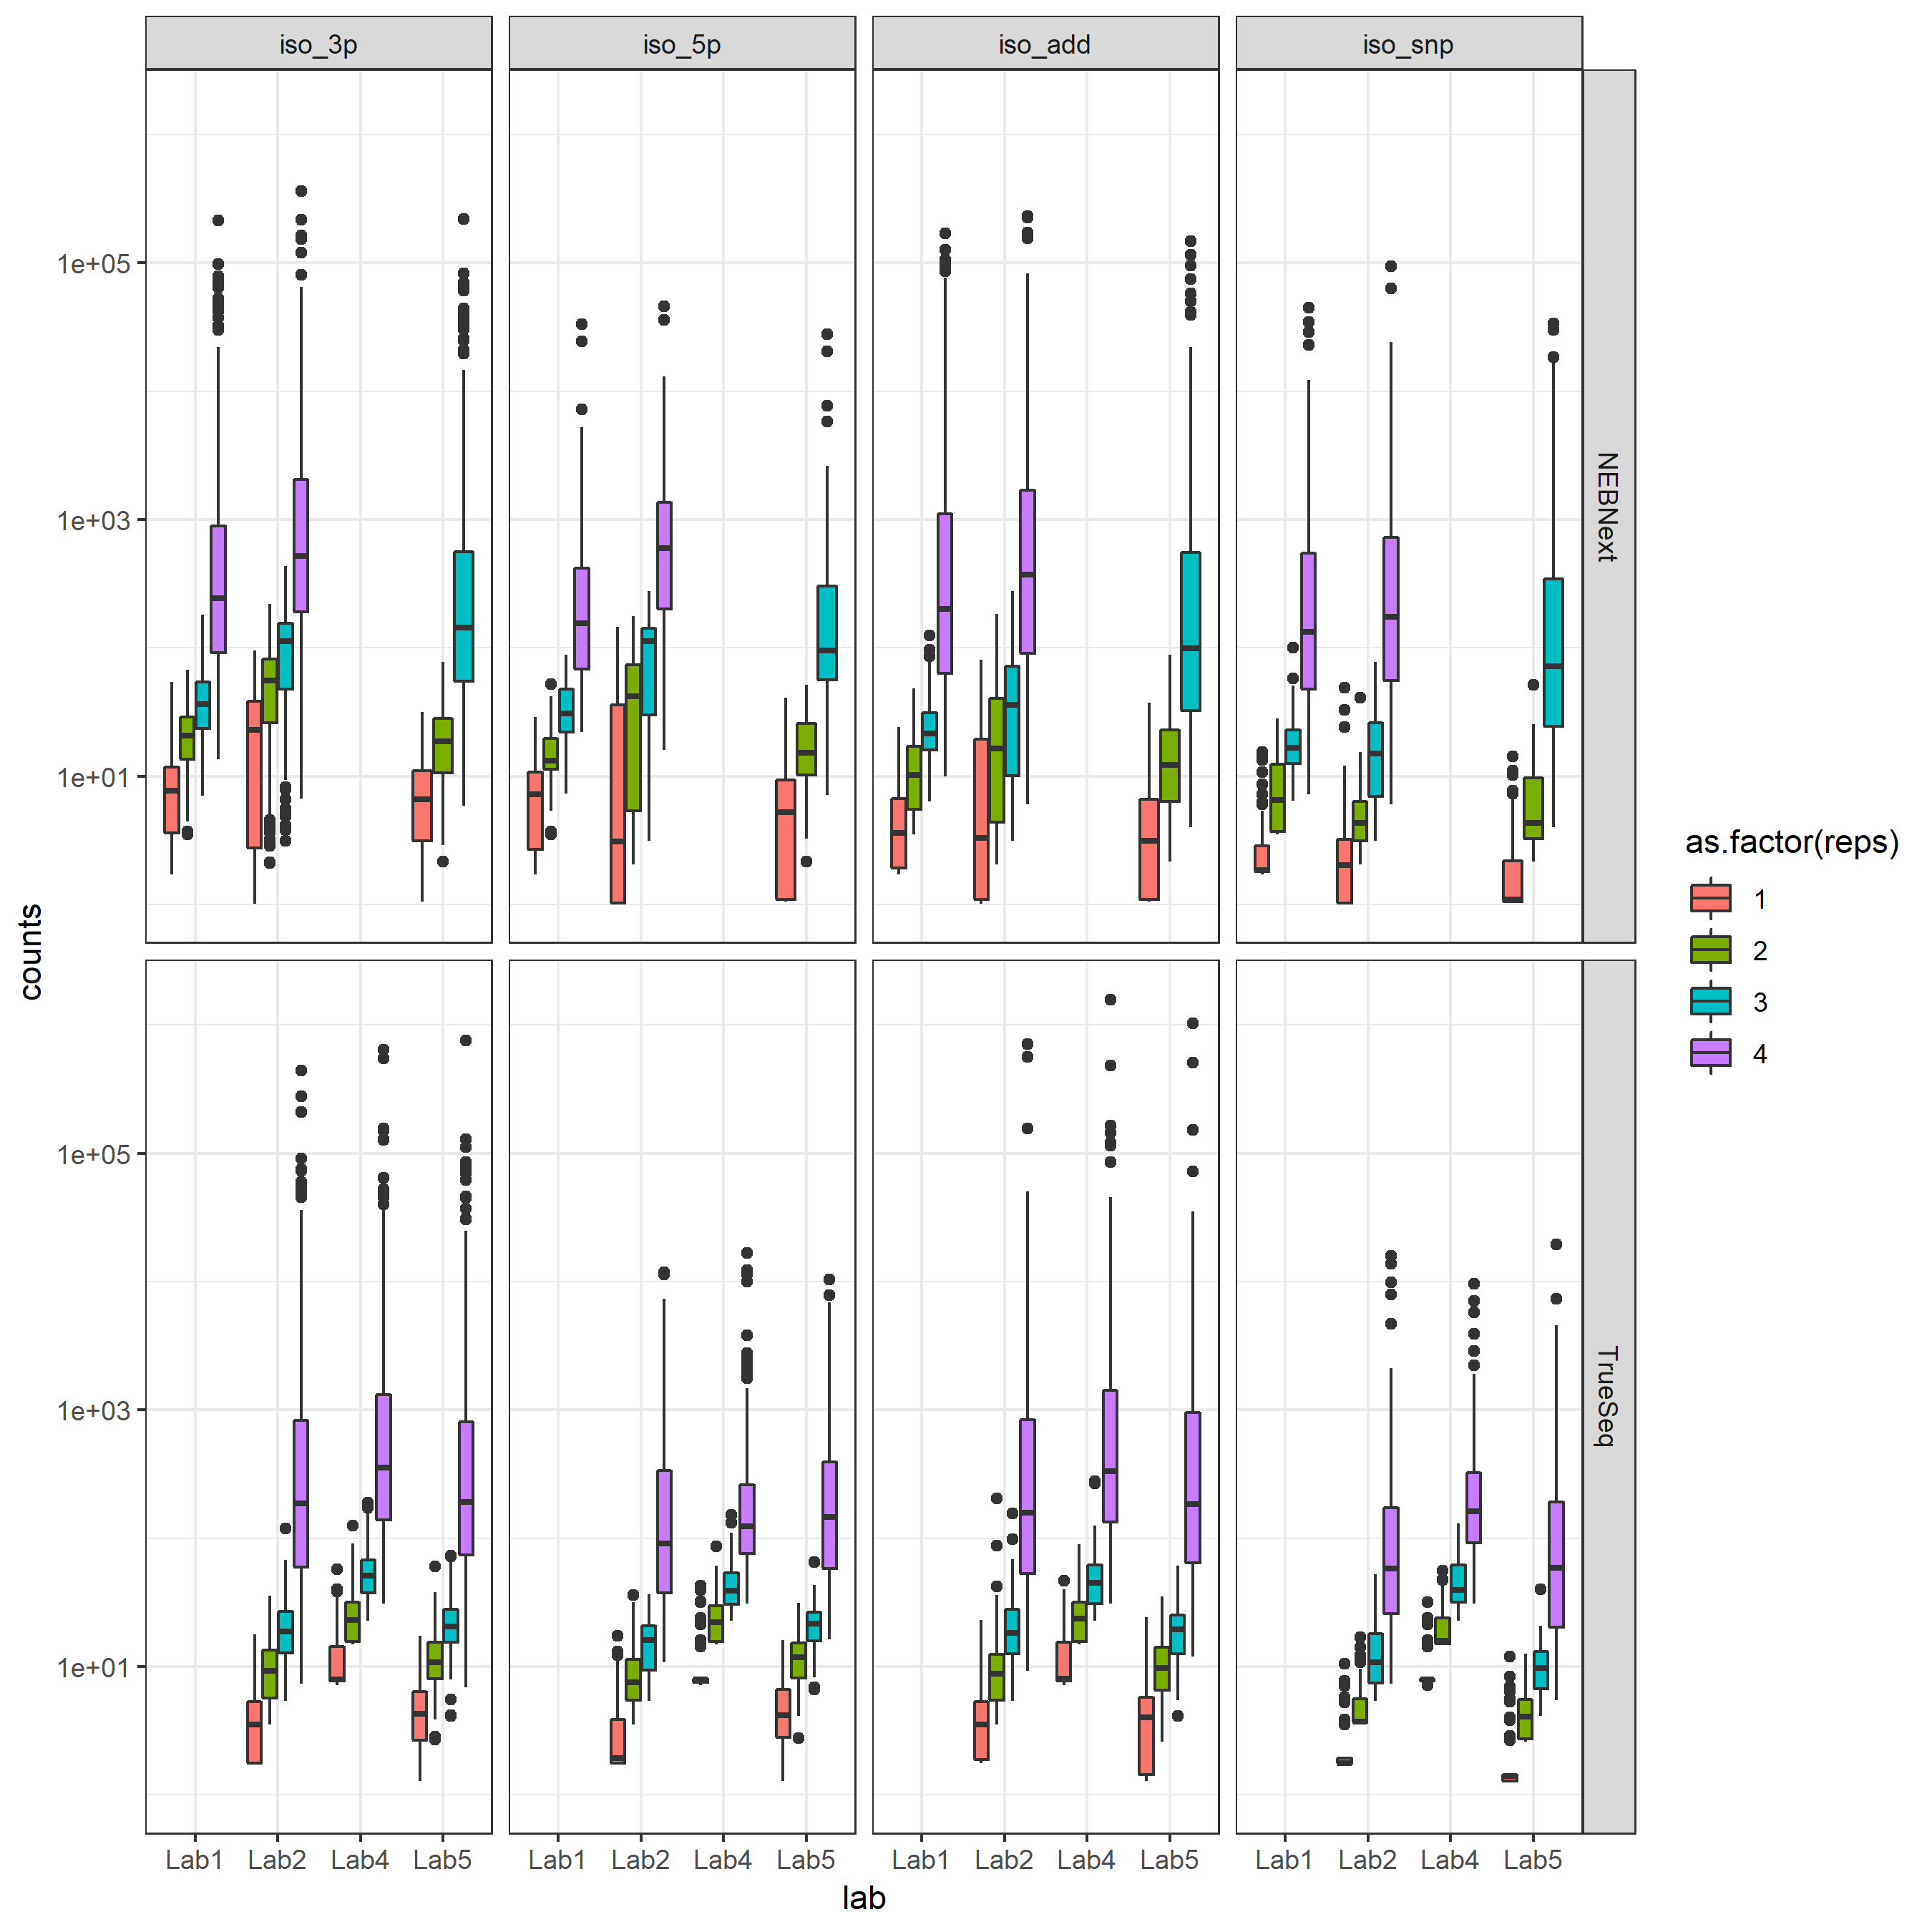 iso_3p iso_5p iso_add iso_snp
1e+05
1e+03
1e+01
NEBNext
counts
1e+05
1e+03
1e+01
TrueSeq
Lab1 Lab2 Lab4 Lab5 Lab1 Lab2 Lab4 Lab5 Lab1 Lab2 Lab4 Lab5 Lab1 Lab2 Lab4 Lab5
lab
as.factor(reps)
1
2
3
4